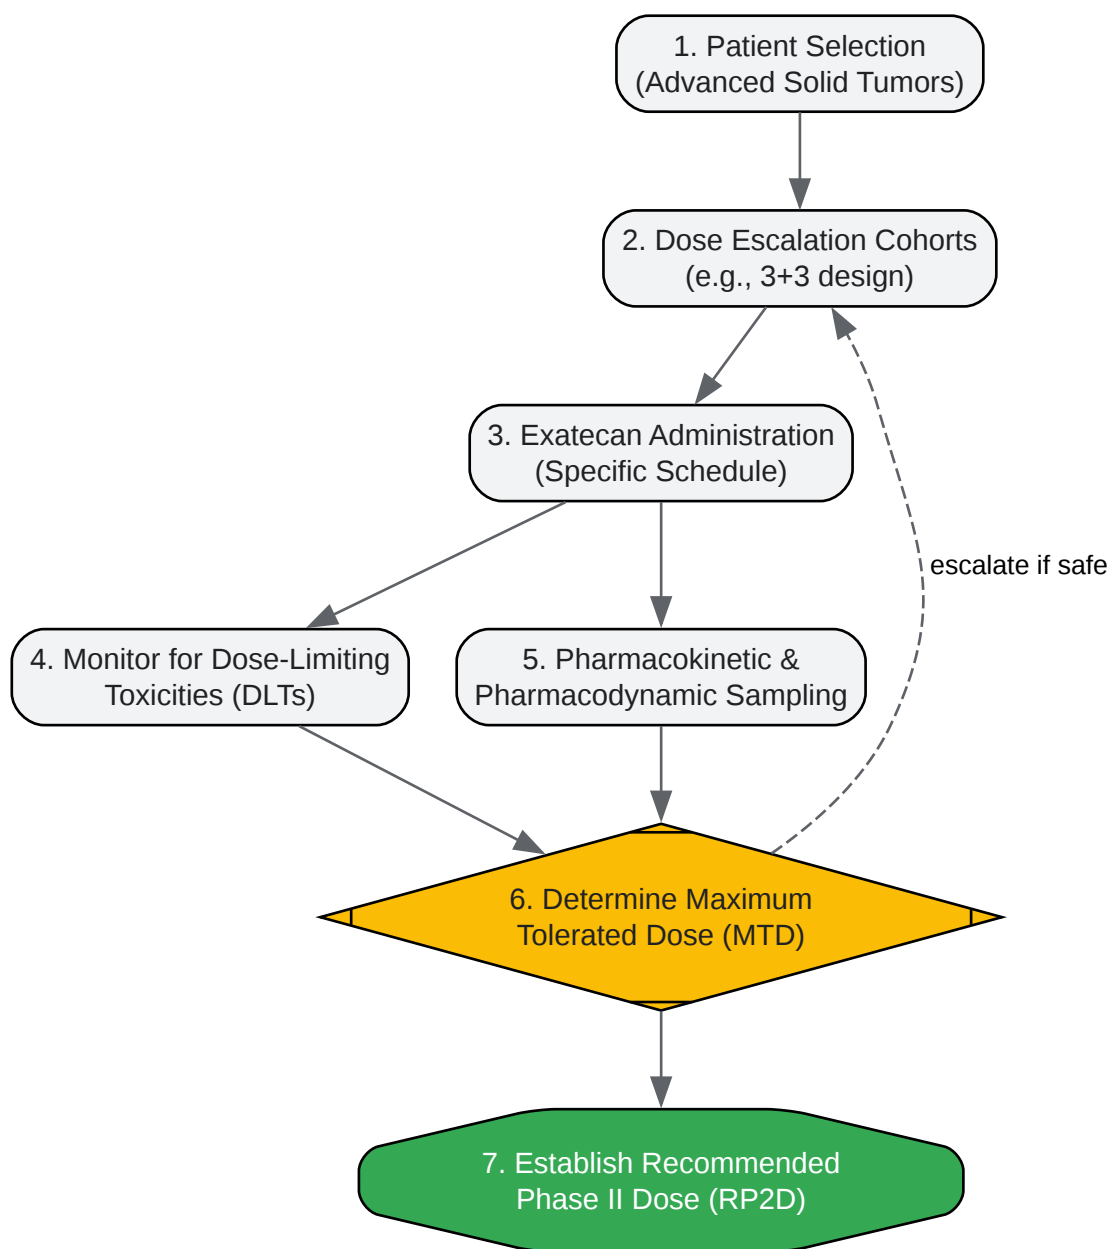 1. Patient Selection
(Advanced Solid Tumors)
2. Dose Escalation Cohorts
(e.g., 3+3 design)
3. Exatecan Administration
(Specific Schedule)
escalate if safe
4. Monitor for Dose-Limiting
Toxicities (DLTs)
5. Pharmacokinetic &
Pharmacodynamic Sampling
6. Determine Maximum
Tolerated Dose (MTD)
7. Establish Recommended
Phase II Dose (RP2D)